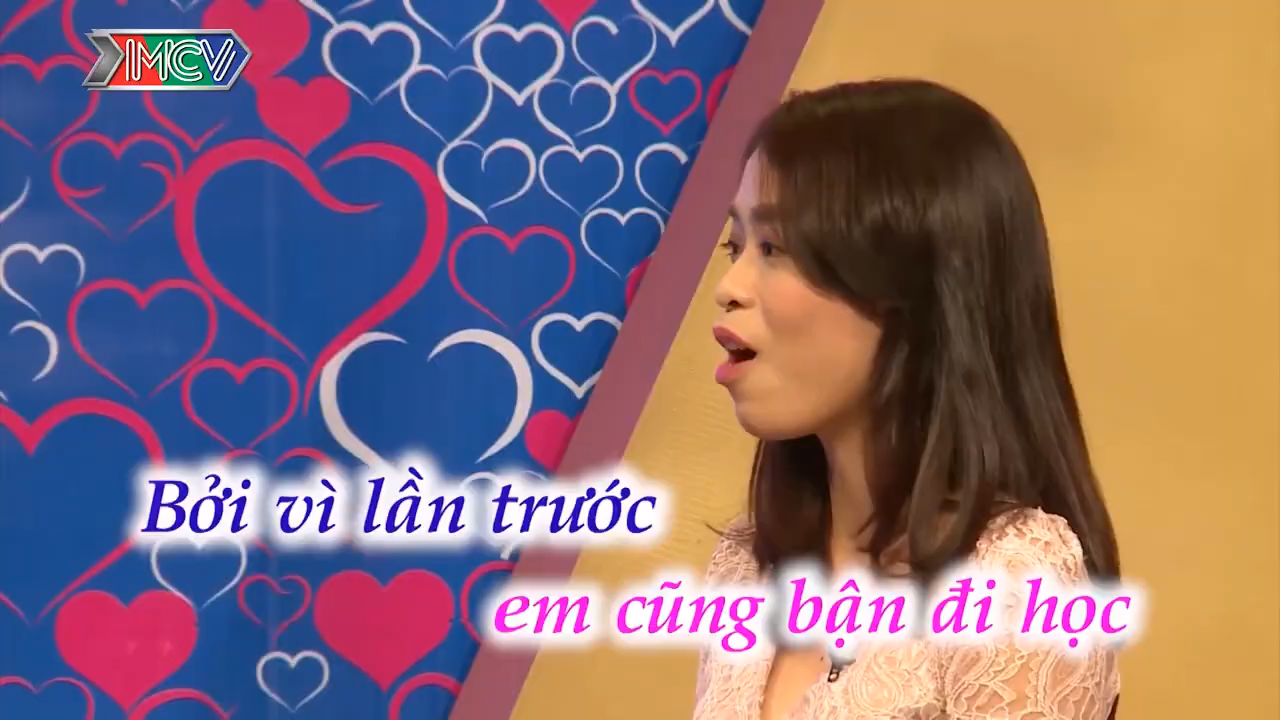 MCV
Bởi vì lần trước
em cũng bận đi học